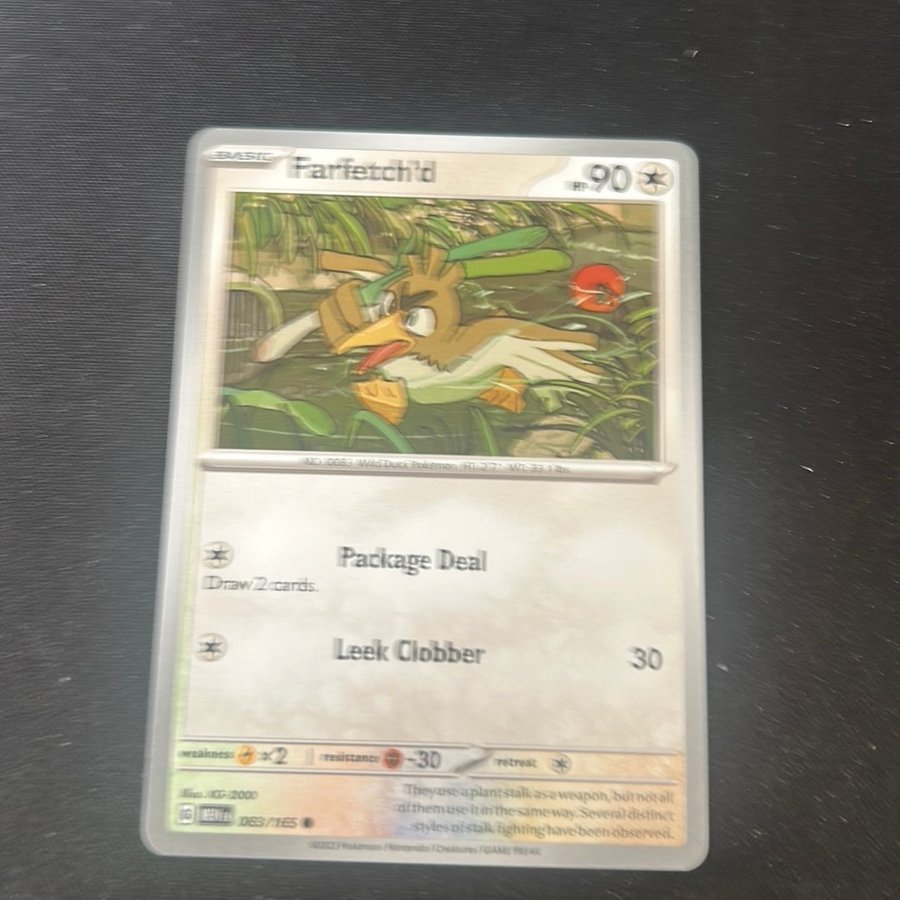 BASIC
Farfetch'd
HP 90
NO. 0083 Wild Duck Pokémon HT: 2'7" WT: 33.1 lbs.
Package Deal
Draw 2 cards.
Leek Clobber 30
weakness ×2 resistance -30 retreat
Illus. KG-2000
They use a plant stalk as a weapon, but not all
of them use it in the same way. Several distinct
styles of stalk fighting have been observed.
G MEW EN 083/165
©2023 Pokémon / Nintendo / Creatures / GAME FREAK